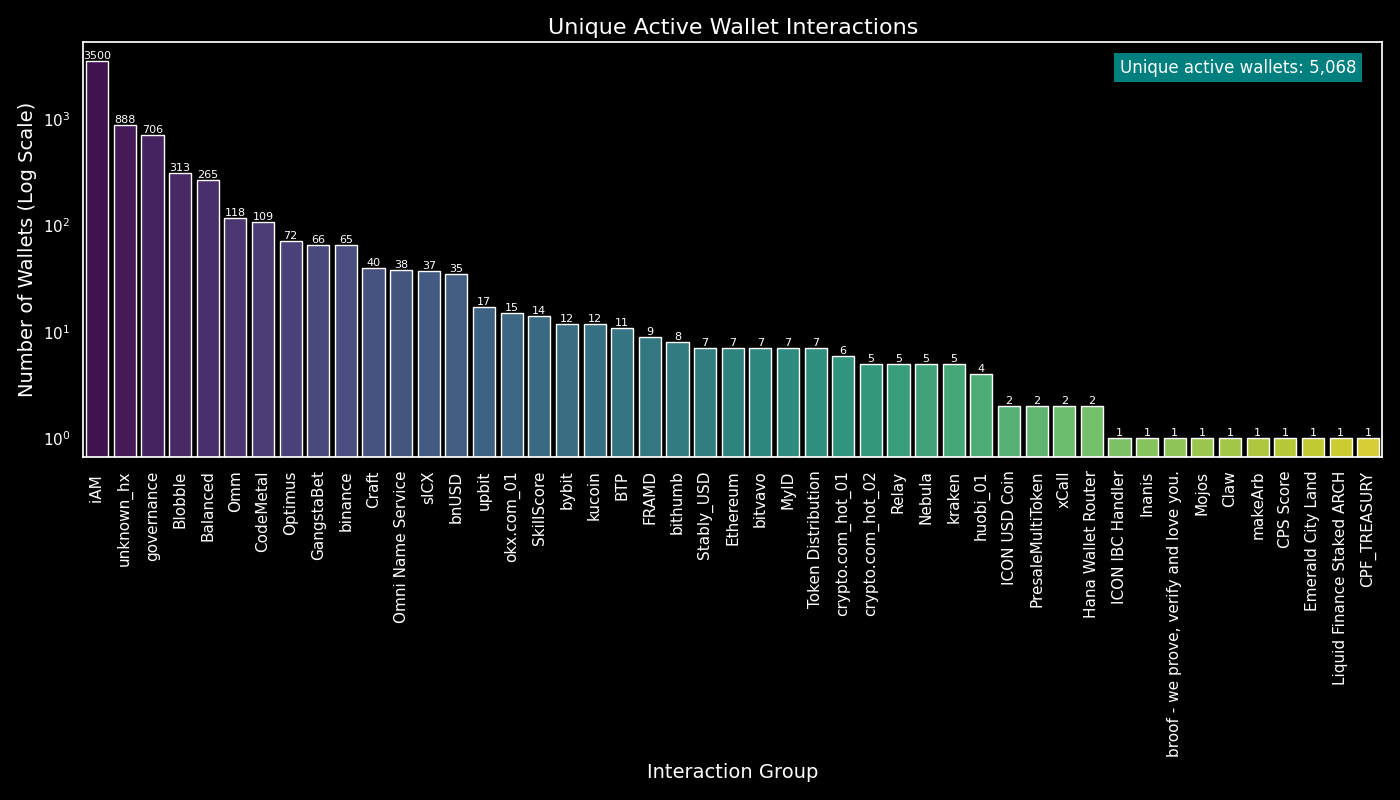 Unique Active Wallet Interactions
Unique active wallets: 5,068
Number of Wallets (Log Scale)
10³
10²
10¹
10⁰
3500
888
706
313
265
118
109
72
66
65
40
38
37
35
17
15
14
12
12
11
9
8
7
7
7
7
7
6
5
5
5
5
4
2
2
2
2
1
1
1
1
1
1
1
1
1
1
iAM
unknown_hx
governance
Blobble
Balanced
Omm
CodeMetal
Optimus
GangstaBet
binance
Craft
Omni Name Service
sICX
bnUSD
upbit
okx.com_01
SkillScore
bybit
kucoin
BTP
FRAMD
bithumb
Stably_USD
Ethereum
bitvavo
MyID
Token Distribution
crypto.com_hot_01
crypto.com_hot_02
Relay
Nebula
kraken
huobi_01
ICON USD Coin
PresaleMultiToken
xCall
Hana Wallet Router
ICON IBC Handler
Inanis
broof - we prove, verify and love you.
Mojos
Claw
makeArb
CPS Score
Emerald City Land
Liquid Finance Staked ARCH
CPF_TREASURY
Interaction Group